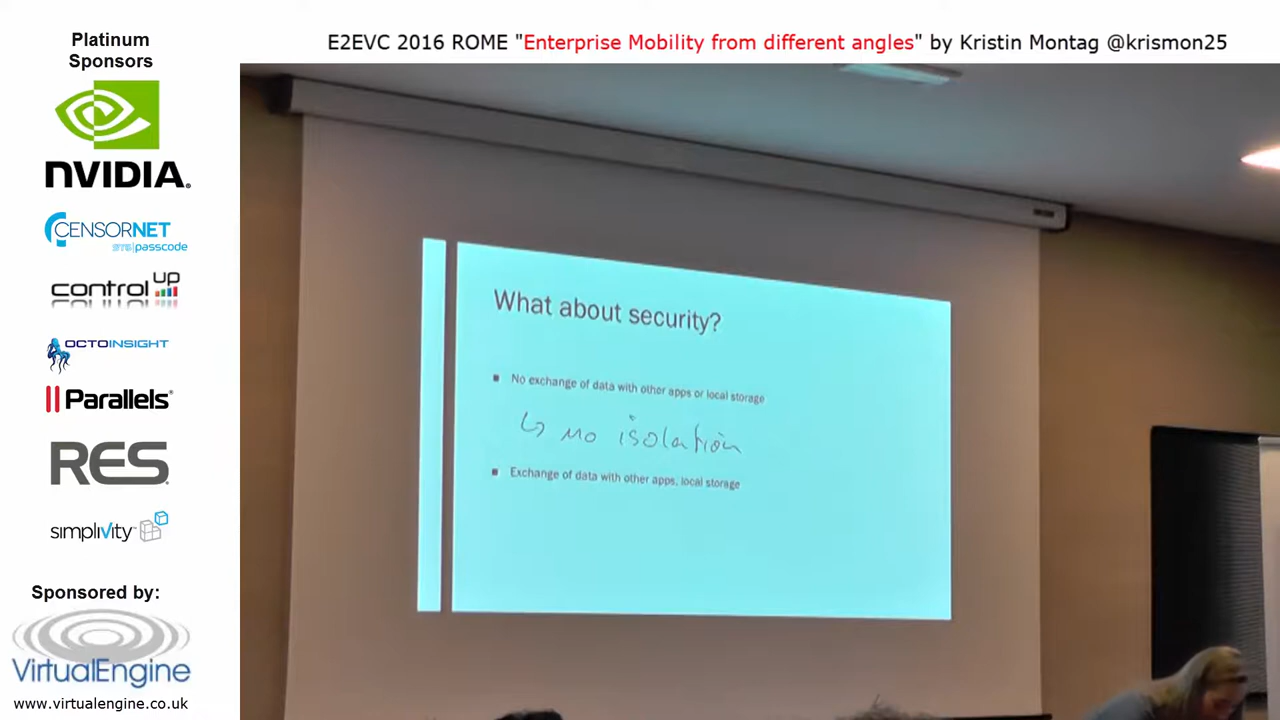 Platinum
Sponsors
E2EVC 2016 ROME "Enterprise Mobility from different angles" by Kristin Montag @krismon25
NVIDIA.
CENSORNET
SMS|passcode
control up
OCTOINSIGHT
Parallels®
RES
simplivity™
Sponsored by:
VirtualEngine
www.virtualengine.co.uk
What about security?
No exchange of data with other apps or local storage
↳ no isolation
Exchange of data with other apps, local storage